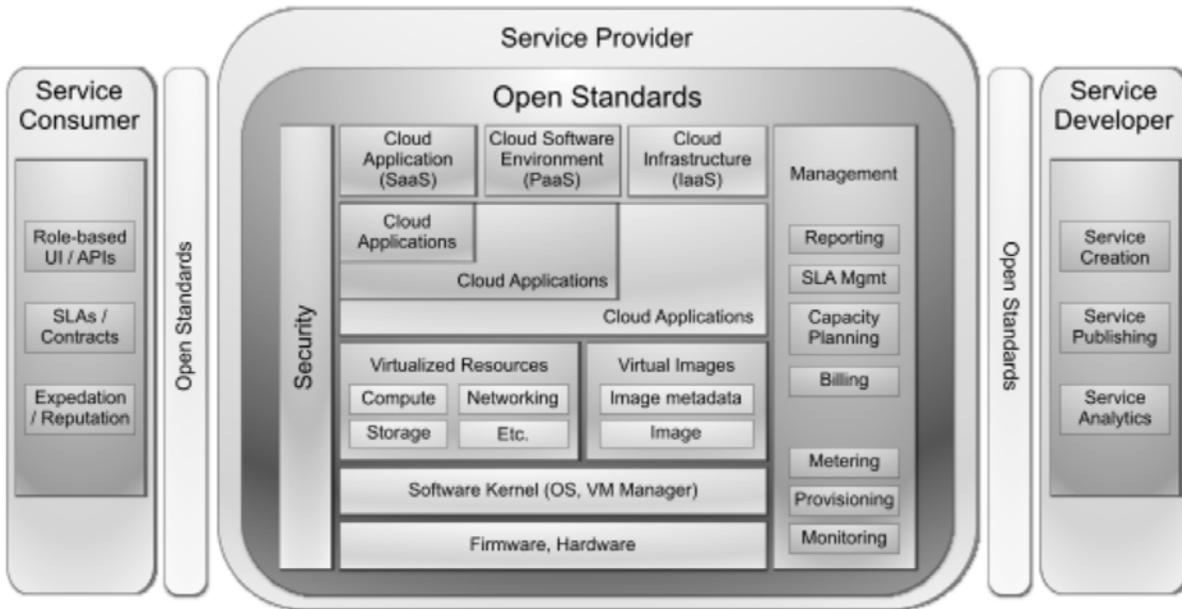 Service Provider
Service
Consumer
Role-based
UI / APIs
SLAs /
Contracts
Expedation
/ Reputation
Open Standards
Open Standards
Security
Cloud
Application
(SaaS)
Cloud Software
Environment
(PaaS)
Cloud
Infrastructure
(IaaS)
Cloud
Applications
Cloud Applications
Cloud Applications
Virtualized Resources
Compute
Networking
Storage
Etc.
Virtual Images
Image metadata
Image
Software Kernel (OS, VM Manager)
Firmware, Hardware
Management
Reporting
SLA Mgmt
Capacity
Planning
Billing
Metering
Provisioning
Monitoring
Open Standards
Service
Developer
Service
Creation
Service
Publishing
Service
Analytics